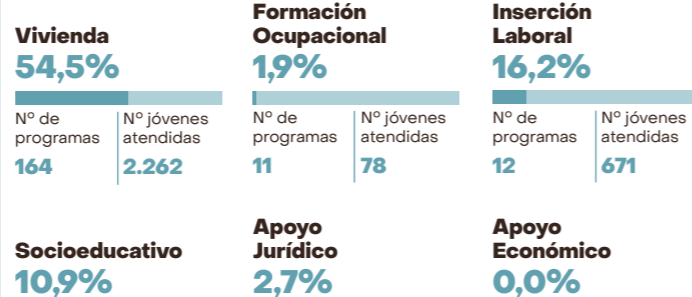 Vivienda
54,5%
Nº de
programas
164
Nº jóvenes
atendidas
2.262
Formación
Ocupacional
1,9%
Nº de
programas
11
Nº jóvenes
atendidas
78
Inserción
Laboral
16,2%
Nº de
programas
12
Nº jóvenes
atendidas
671
Socioeducativo
10,9%
Apoyo
Jurídico
2,7%
Apoyo
Económico
0,0%